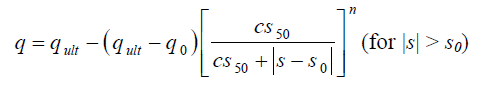 q = q_ult − (q_ult − q_0) [ cs_50 / (cs_50 + |s − s_0|) ]^n (for |s| > s_0)